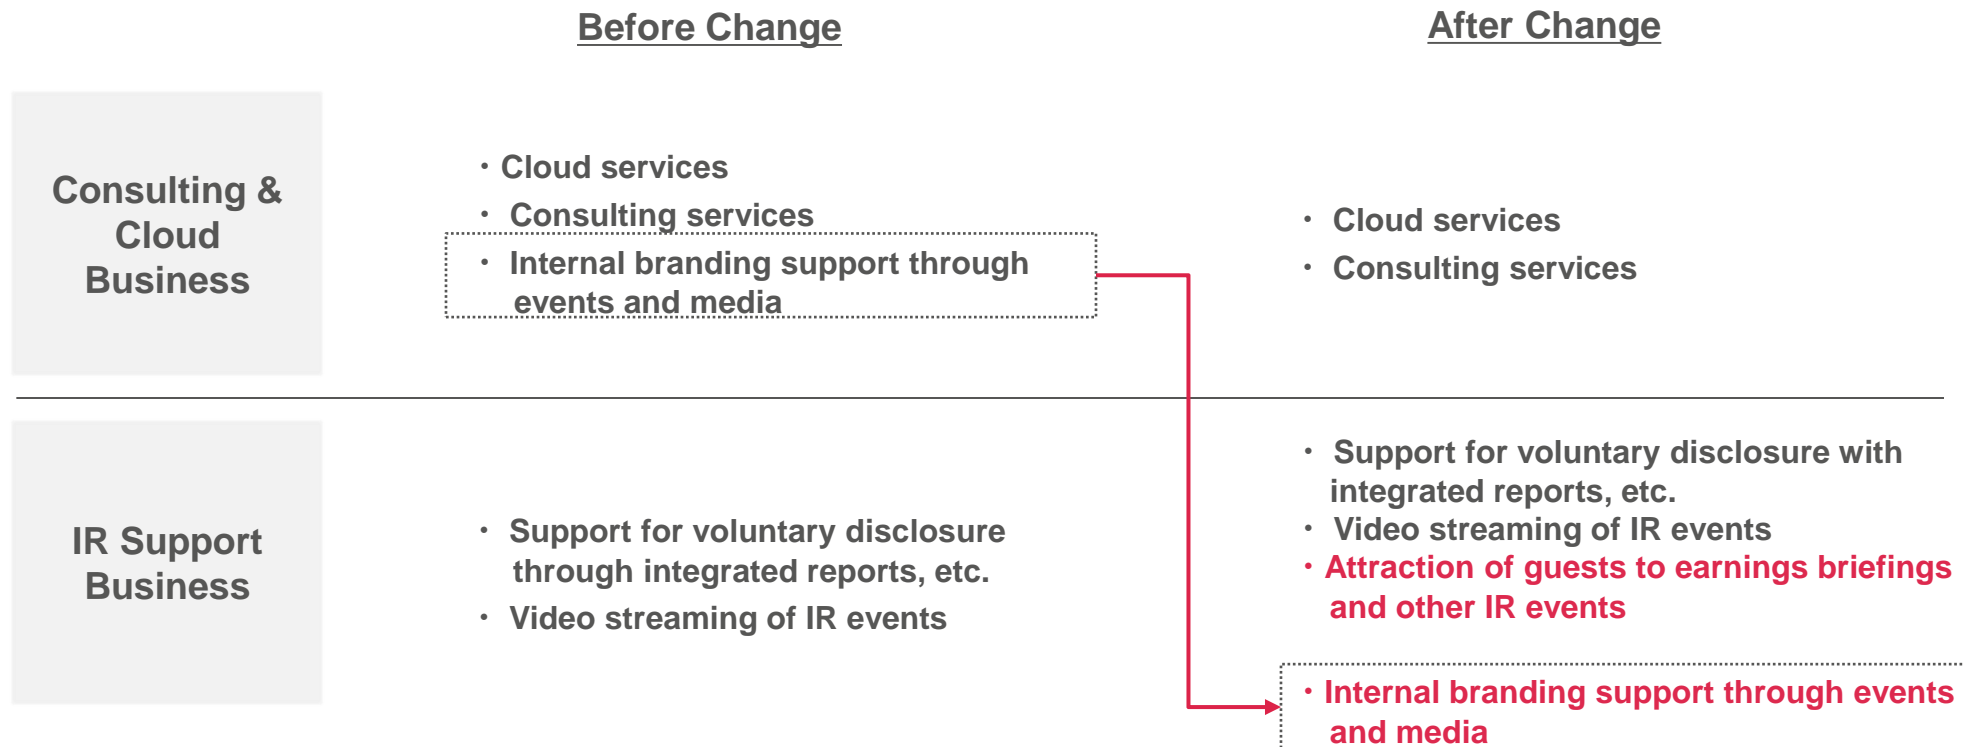 Before Change
After Change
Consulting &
Cloud
Business
・Cloud services
・ Consulting services
・ Internal branding support through
events and media
・ Cloud services
・ Consulting services
IR Support
Business
・ Support for voluntary disclosure
through integrated reports, etc.
・ Video streaming of IR events
・ Support for voluntary disclosure with
integrated reports, etc.
・ Video streaming of IR events
・Attraction of guests to earnings briefings
and other IR events
・Internal branding support through events
and media